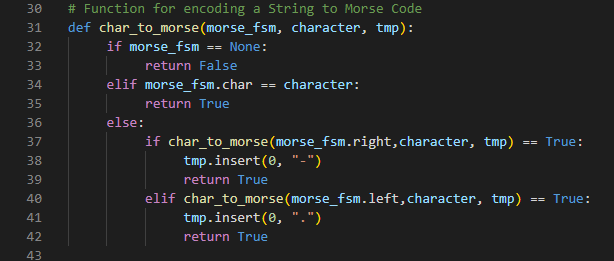 30 # Function for encoding a String to Morse Code
31 def char_to_morse(morse_fsm, character, tmp):
32     if morse_fsm == None:
33         return False
34     elif morse_fsm.char == character:
35         return True
36     else:
37         if char_to_morse(morse_fsm.right,character, tmp) == True:
38             tmp.insert(0, "-")
39             return True
40         elif char_to_morse(morse_fsm.left,character, tmp) == True:
41             tmp.insert(0, ".")
42             return True
43